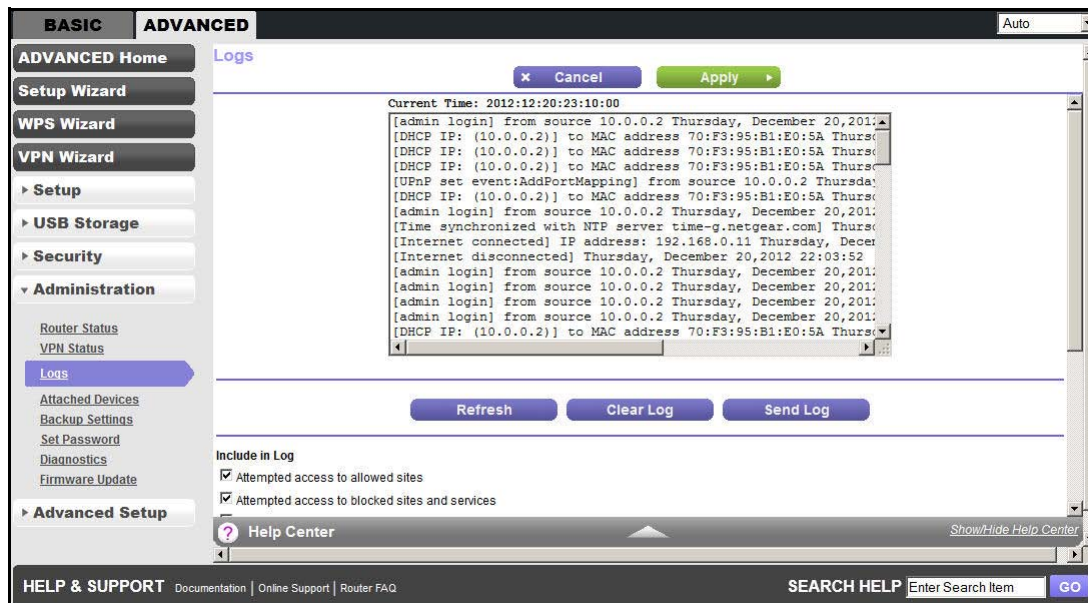 BASIC ADVANCED Auto
ADVANCED Home
Setup Wizard
WPS Wizard
VPN Wizard
Setup
USB Storage
Security
Administration
Router Status
VPN Status
Logs
Attached Devices
Backup Settings
Set Password
Diagnostics
Firmware Update
Advanced Setup
Logs
Cancel Apply
Current Time: 2012:12:20:23:10:00
[admin login] from source 10.0.0.2 Thursday, December 20,2012
[DHCP IP: (10.0.0.2)] to MAC address 70:F3:95:B1:E0:5A Thurs
[DHCP IP: (10.0.0.2)] to MAC address 70:F3:95:B1:E0:5A Thurs
[DHCP IP: (10.0.0.2)] to MAC address 70:F3:95:B1:E0:5A Thurs
[UPnP set event:AddPortMapping] from source 10.0.0.2 Thursday
[DHCP IP: (10.0.0.2)] to MAC address 70:F3:95:B1:E0:5A Thurs
[admin login] from source 10.0.0.2 Thursday, December 20,2012
[Time synchronized with NTP server time-g.netgear.com] Thurs
[Internet connected] IP address: 192.168.0.11 Thursday, Decem
[Internet disconnected] Thursday, December 20,2012 22:03:52
[admin login] from source 10.0.0.2 Thursday, December 20,2012
[admin login] from source 10.0.0.2 Thursday, December 20,2012
[admin login] from source 10.0.0.2 Thursday, December 20,2012
[admin login] from source 10.0.0.2 Thursday, December 20,2012
[DHCP IP: (10.0.0.2)] to MAC address 70:F3:95:B1:E0:5A Thurs
Refresh Clear Log Send Log
Include in Log
Attempted access to allowed sites
Attempted access to blocked sites and services
? Help Center Show/Hide Help Center
HELP & SUPPORT Documentation | Online Support | Router FAQ SEARCH HELP Enter Search Item GO